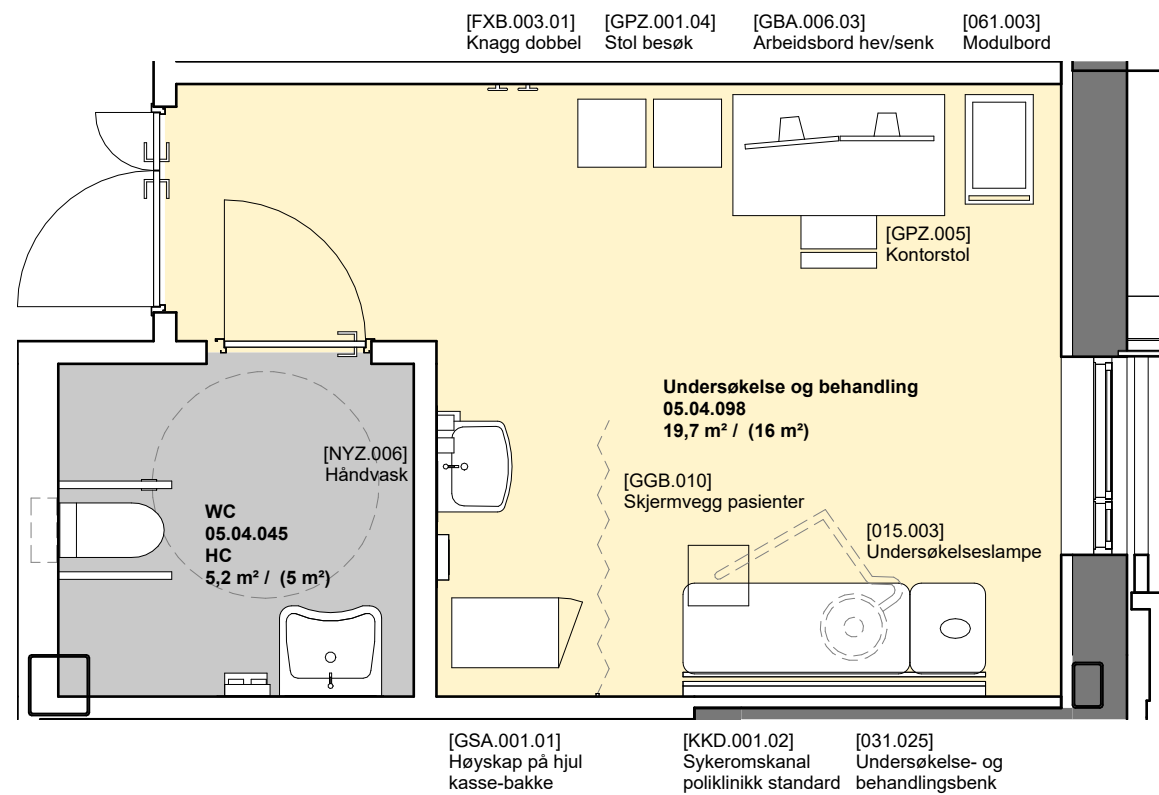 [FXB.003.01]
Knagg dobbel
[GPZ.001.04]
Stol besøk
[GBA.006.03]
Arbeidsbord hev/senk
[061.003]
Modulbord
[GPZ.005]
Kontorstol
Undersøkelse og behandling
05.04.098
19,7 m² / (16 m²)
[NYZ.006]
Håndvask
[GGB.010]
Skjermvegg pasienter
WC
05.04.045
HC
5,2 m² / (5 m²)
[015.003]
Undersøkelseslampe
[GSA.001.01]
Høyskap på hjul
kasse-bakke
[KKD.001.02]
Sykeromskanal
poliklinikk standard
[031.025]
Undersøkelse- og
behandlingsbenk